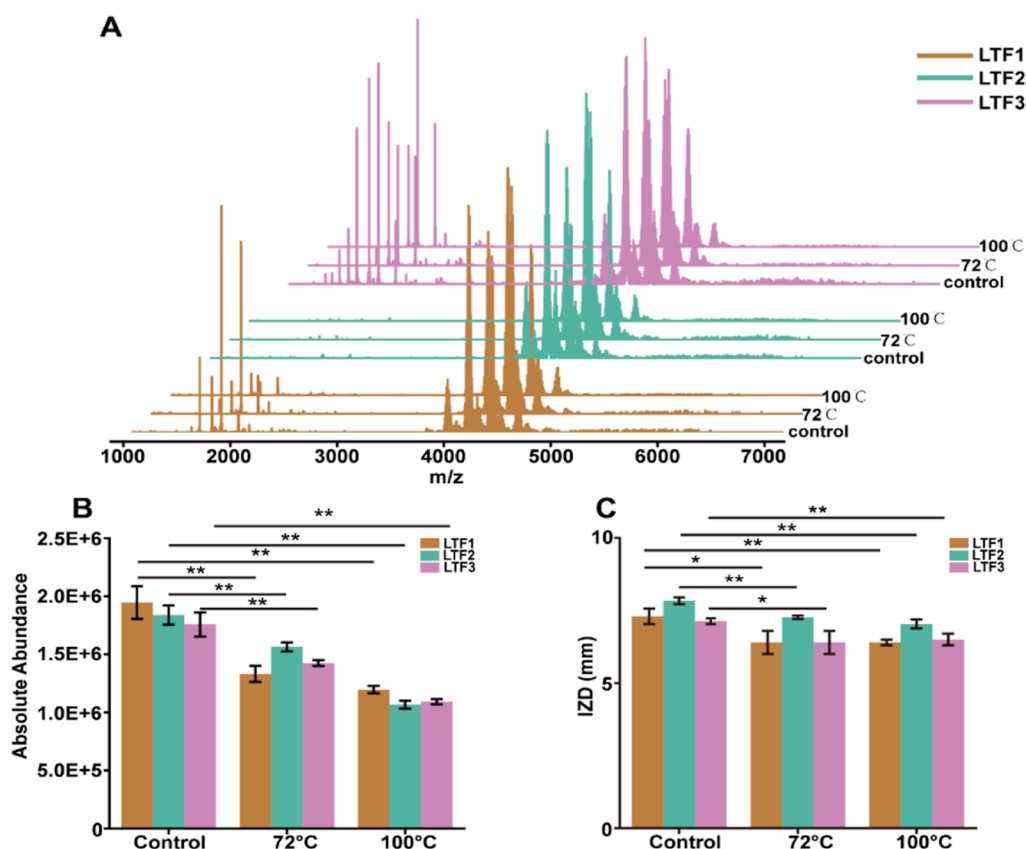 A
LTF1
LTF2
LTF3
100℃
72℃
control
100℃
72℃
control
100℃
72℃
control
1000 2000 3000 4000 5000 6000 7000
m/z
B
C
**
**
**
**
**
**
2.5E+6
2.0E+6
1.5E+6
1.0E+6
5.0E+5
0
Absolute Abundance
LTF1
LTF2
LTF3
Control 72°C 100°C
**
**
**
*
**
*
10
5
0
IZD (mm)
LTF1
LTF2
LTF3
Control 72°C 100°C